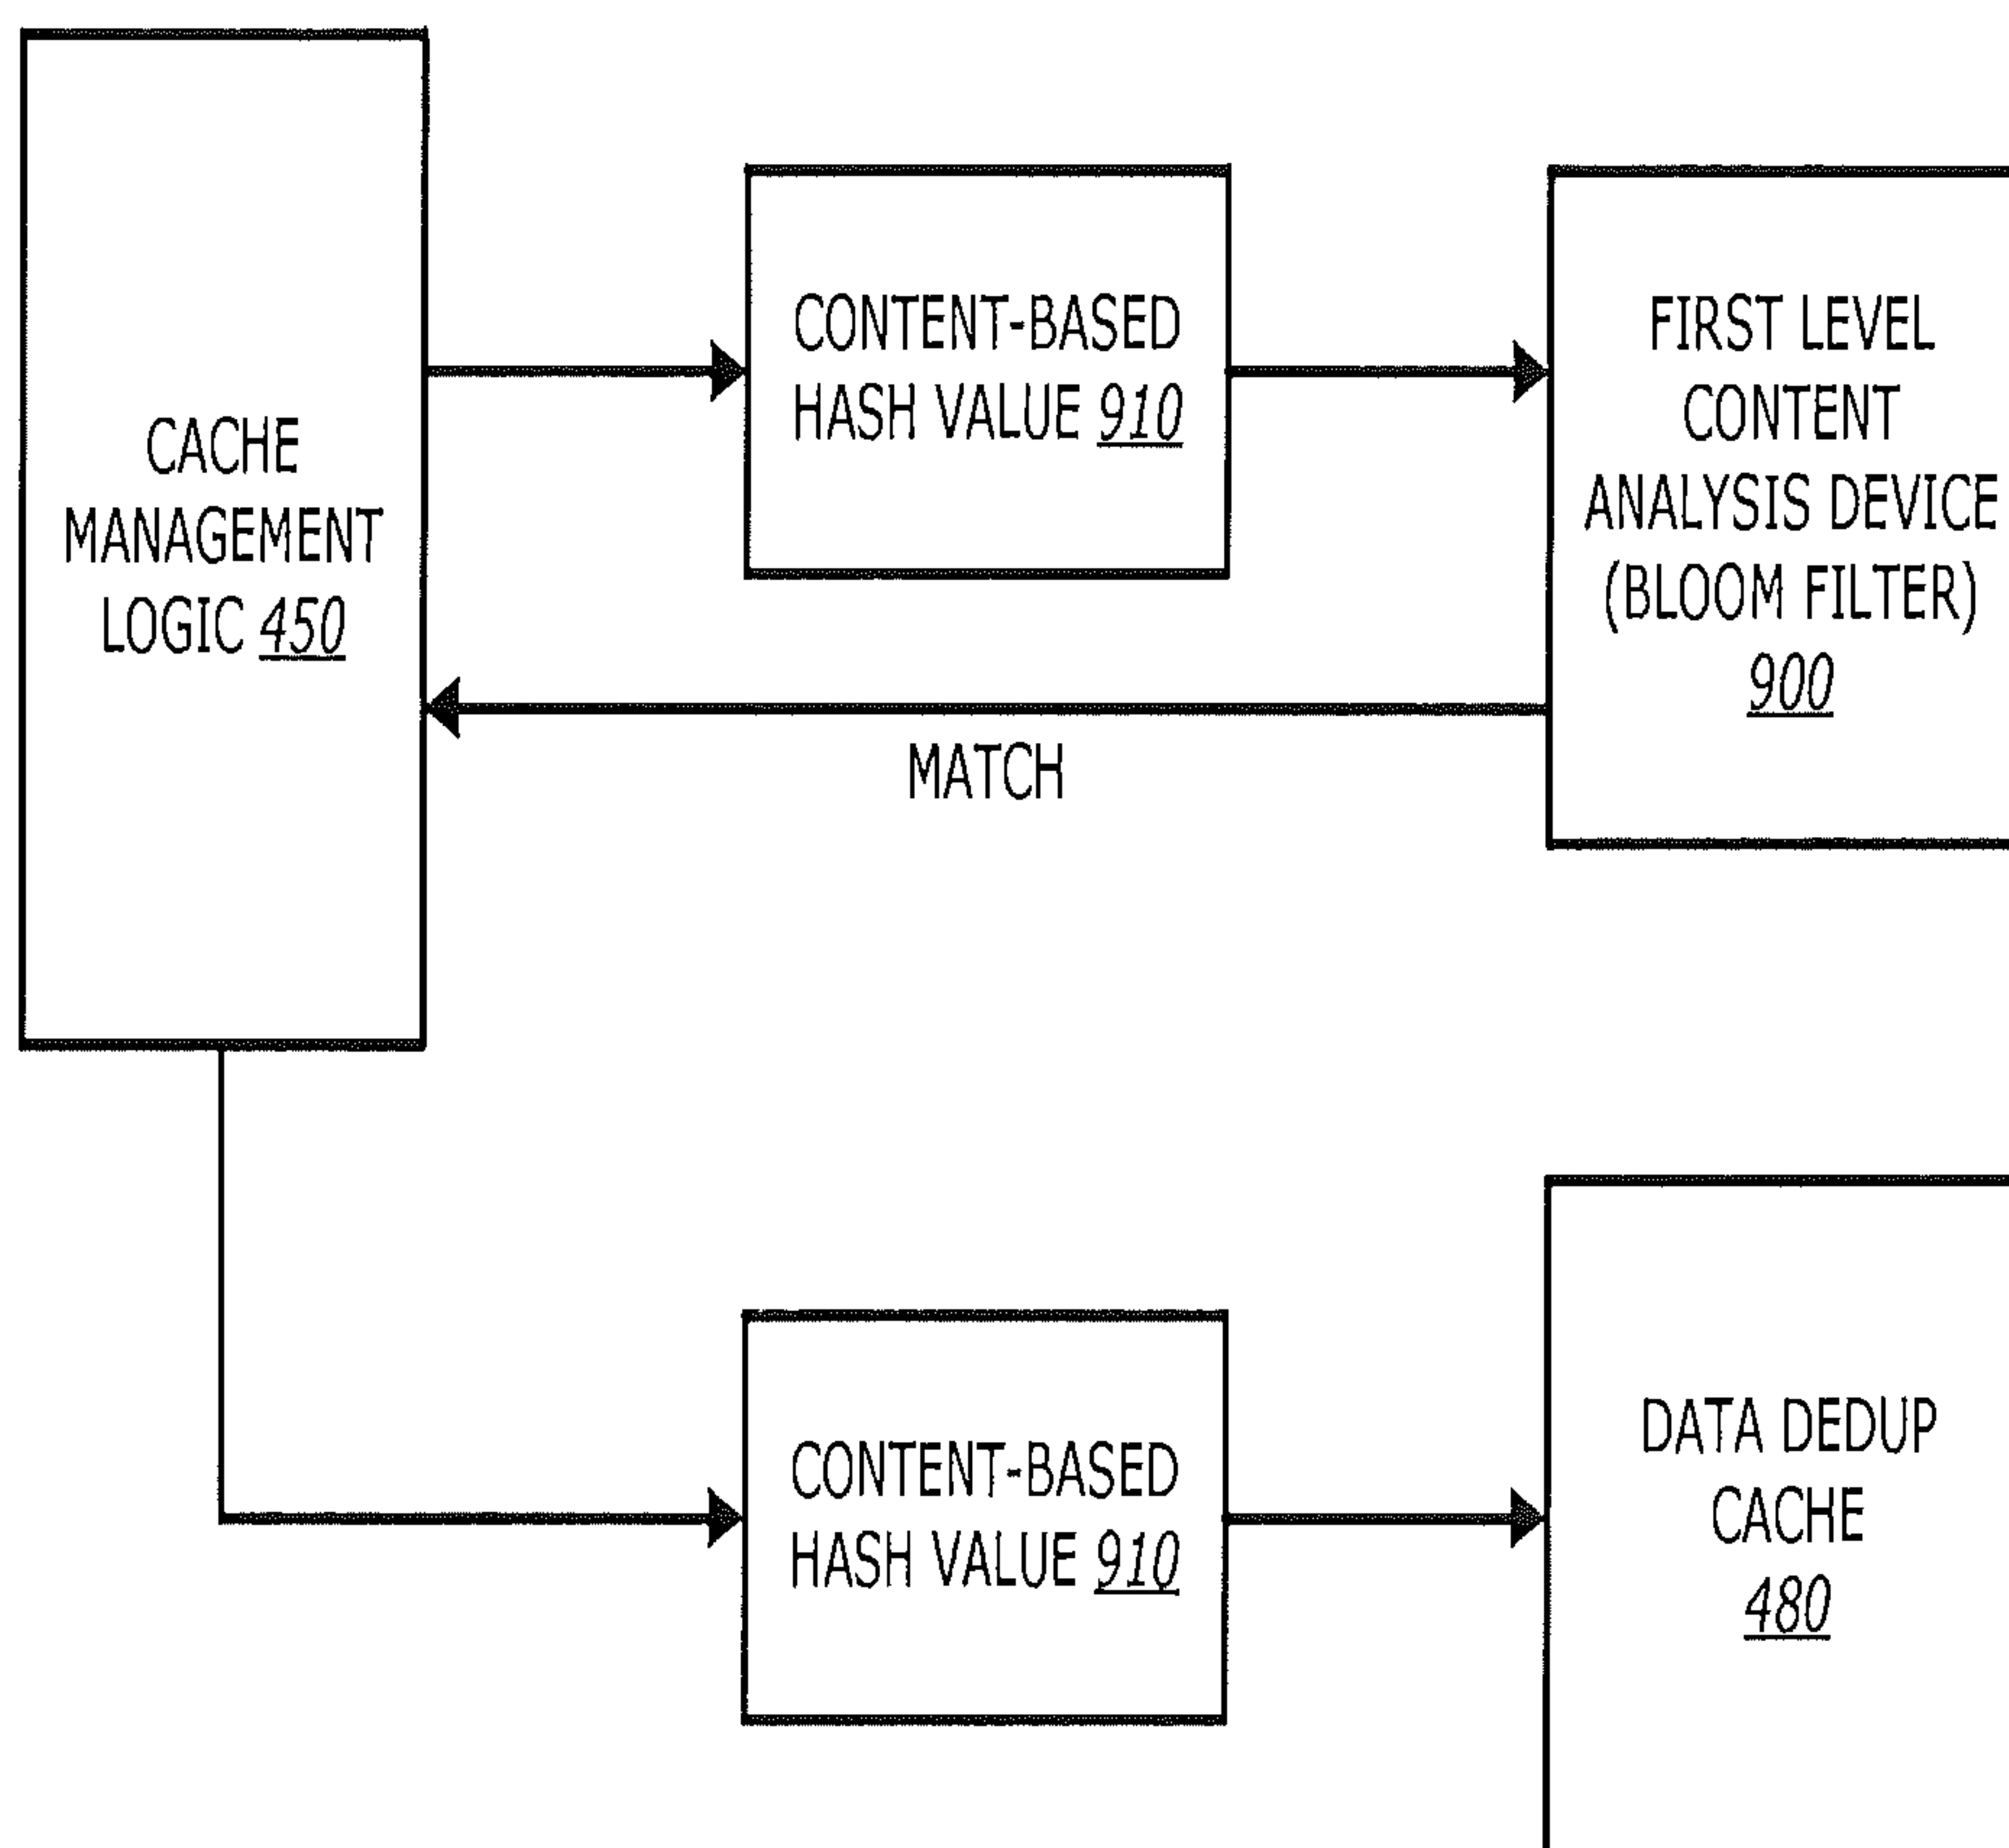 CACHE
MANAGEMENT
LOGIC 450
CONTENT-BASED
HASH VALUE 910
FIRST LEVEL
CONTENT
ANALYSIS DEVICE
(BLOOM FILTER)
900
MATCH
CONTENT-BASED
HASH VALUE 910
DATA DEDUP
CACHE
480